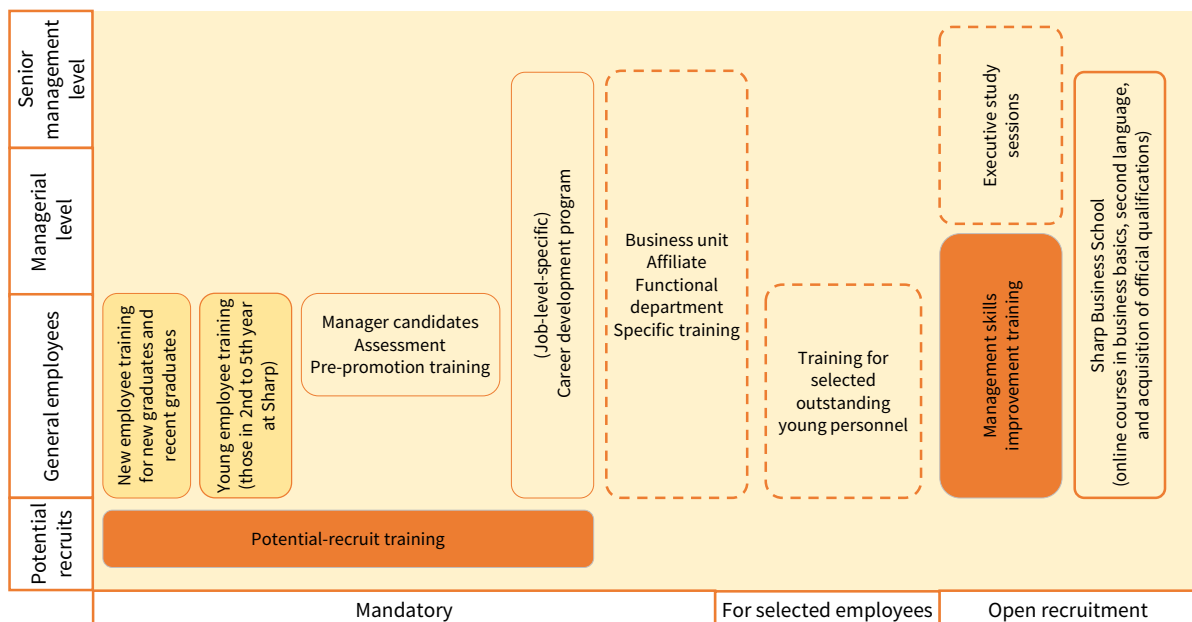 Senior
management
level
Managerial
level
General employees
Potential
recruits
New employee training
for new graduates and
recent graduates
Young employee training
(those in 2nd to 5th year
at Sharp)
Manager candidates
Assessment
Pre-promotion training
(Job-level-specific)
Career development program
Business unit
Affiliate
Functional
department
Specific training
Training for
selected
outstanding
young personnel
Executive study
sessions
Management skills
improvement training
Sharp Business School
(online courses in business basics, second language,
and acquisition of official qualifications)
Potential-recruit training
Mandatory
For selected employees
Open recruitment